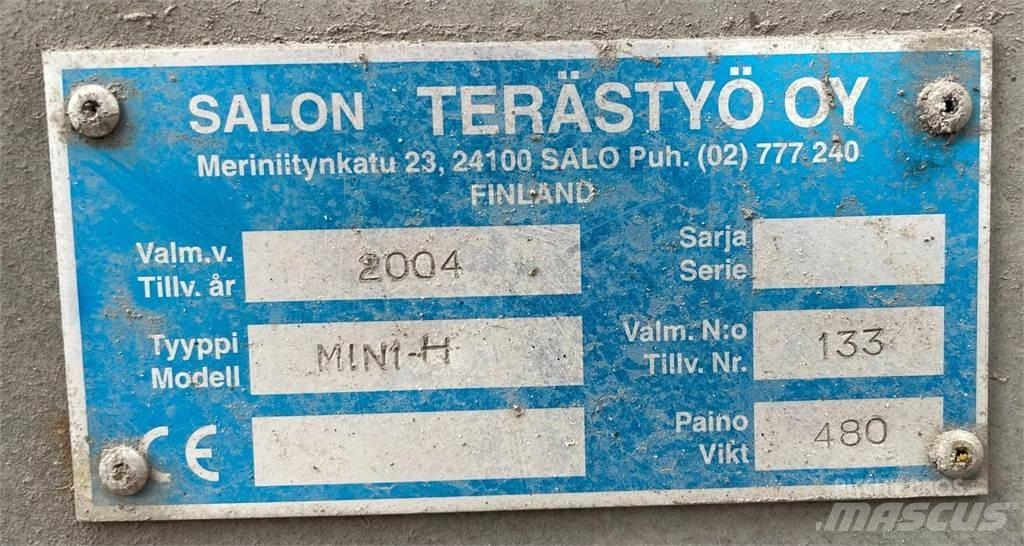 SALON TERÄSTYÖ OY
Meriniitynkatu 23, 24100 SALO Puh. (02) 777 240
FINLAND
Valm.v. 2004
Tillv. år
Sarja
Serie
Tyyppi MINI-H
Modell
Valm. N:o 133
Tillv. Nr.
CE
Paino 480
Vikt
MASCUS